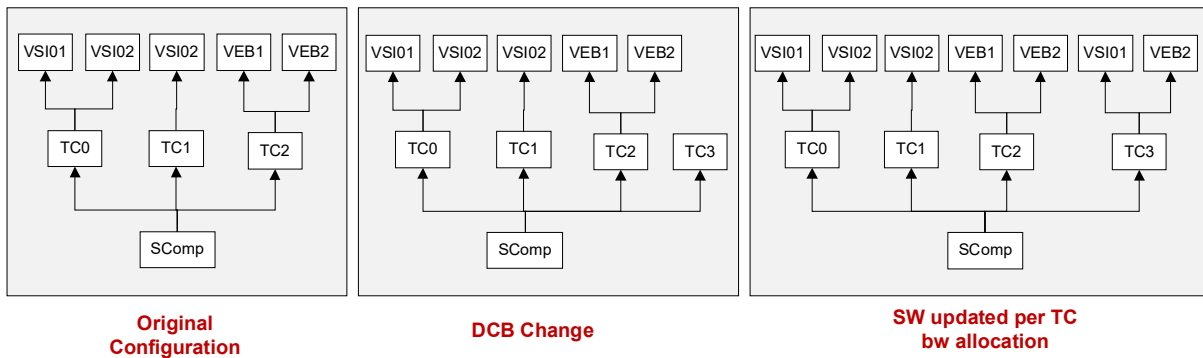 VSI01 VSI02 VSI02 VEB1 VEB2
TC0 TC1 TC2
SComp
Original
Configuration
VSI01 VSI02 VSI02 VEB1 VEB2
TC0 TC1 TC2 TC3
SComp
DCB Change
VSI01 VSI02 VSI02 VEB1 VEB2 VSI01 VEB2
TC0 TC1 TC2 TC3
SComp
SW updated per TC
bw allocation